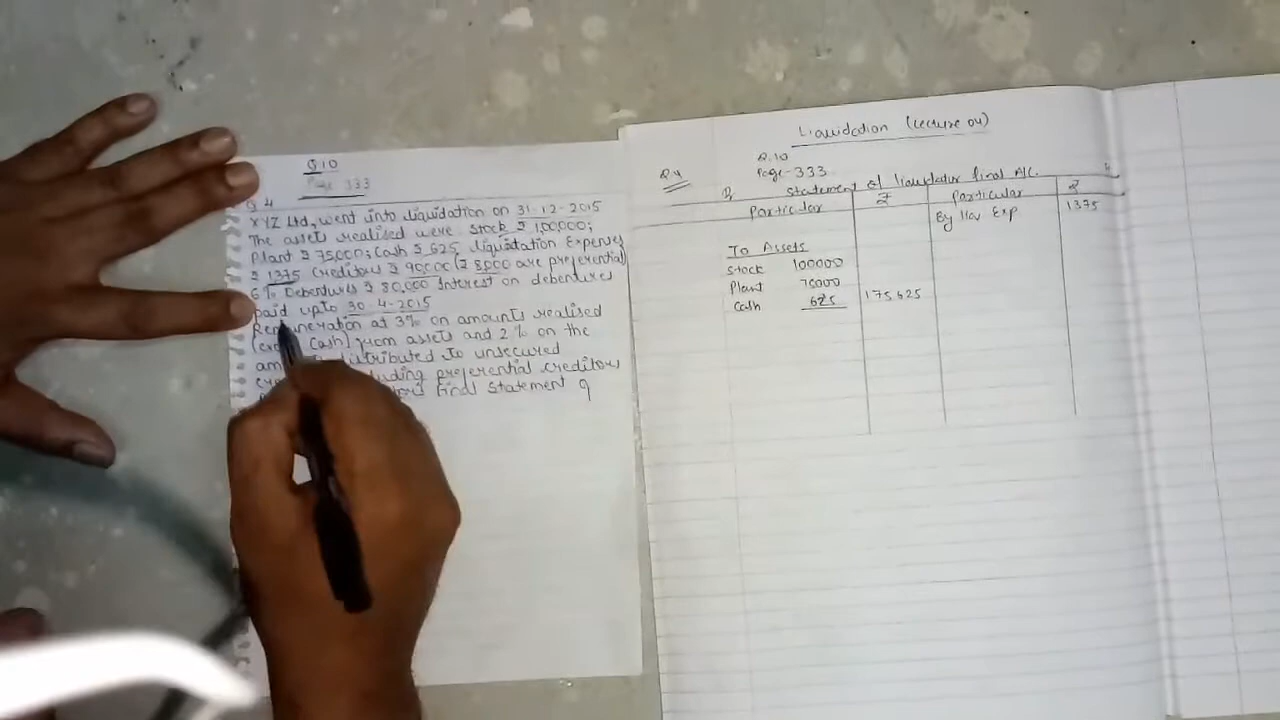 Q.10
Page 333
Q 4
XYZ Ltd, went into liquidation on 31-12-2015
The assets realised were Stock ₹ 1,00,000;
Plant ₹ 75000; Cash ₹ 625 liquidation Expenses
₹ 1375 Creditors ₹ 90,000 (₹ 8,000 are preferential)
6% Debentures ₹ 80,000 Interest on debentures
paid upto 30-4-2015
Remuneration at 3% on amounts realised
Cash) from assets and 2% on the
distributed to unsecured
preferential creditors
Final Statement of
Liquidation (Lecture 04)
Q.10
Page-333
Q4
Statement of liquidator final A/C.
Particular ₹ Particular ₹
By liq Exp 1375
To Assets
Stock 100000
Plant
Cash 625 175625